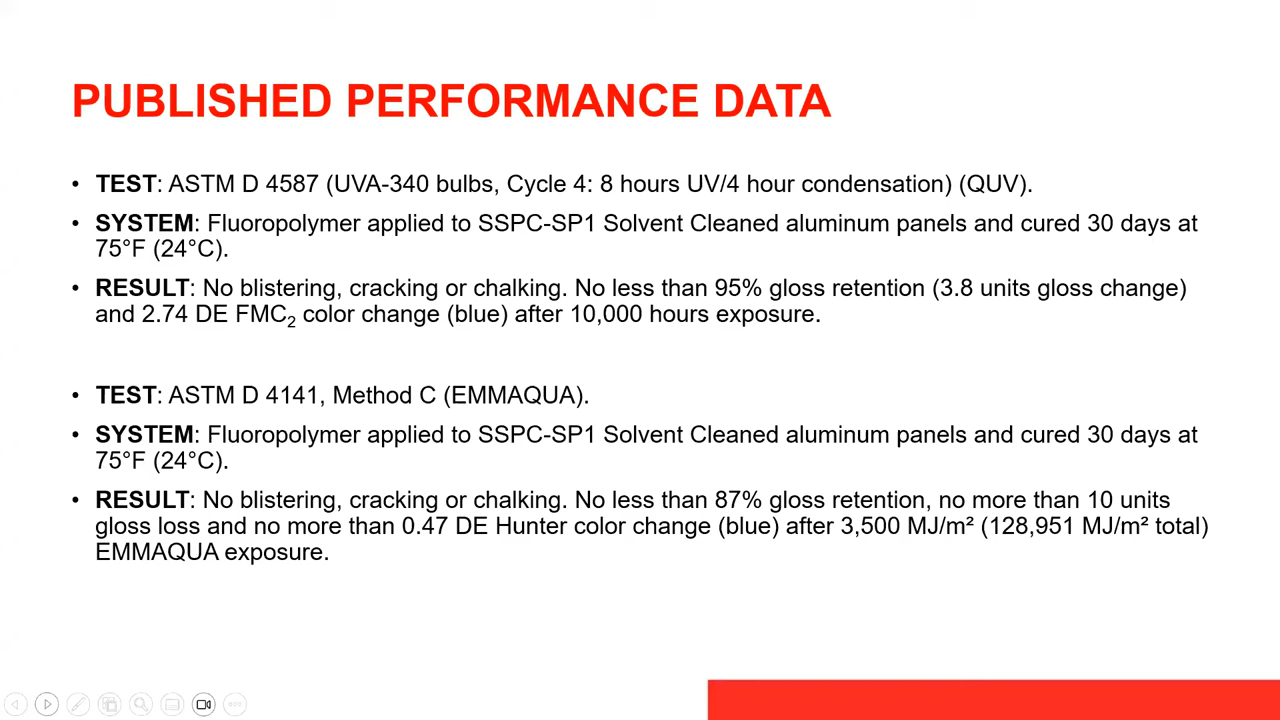 PUBLISHED PERFORMANCE DATA
• TEST: ASTM D 4587 (UVA-340 bulbs, Cycle 4: 8 hours UV/4 hour condensation) (QUV).
• SYSTEM: Fluoropolymer applied to SSPC-SP1 Solvent Cleaned aluminum panels and cured 30 days at
75°F (24°C).
• RESULT: No blistering, cracking or chalking. No less than 95% gloss retention (3.8 units gloss change)
and 2.74 DE FMC₂ color change (blue) after 10,000 hours exposure.
• TEST: ASTM D 4141, Method C (EMMAQUA).
• SYSTEM: Fluoropolymer applied to SSPC-SP1 Solvent Cleaned aluminum panels and cured 30 days at
75°F (24°C).
• RESULT: No blistering, cracking or chalking. No less than 87% gloss retention, no more than 10 units
gloss loss and no more than 0.47 DE Hunter color change (blue) after 3,500 MJ/m² (128,951 MJ/m² total)
EMMAQUA exposure.